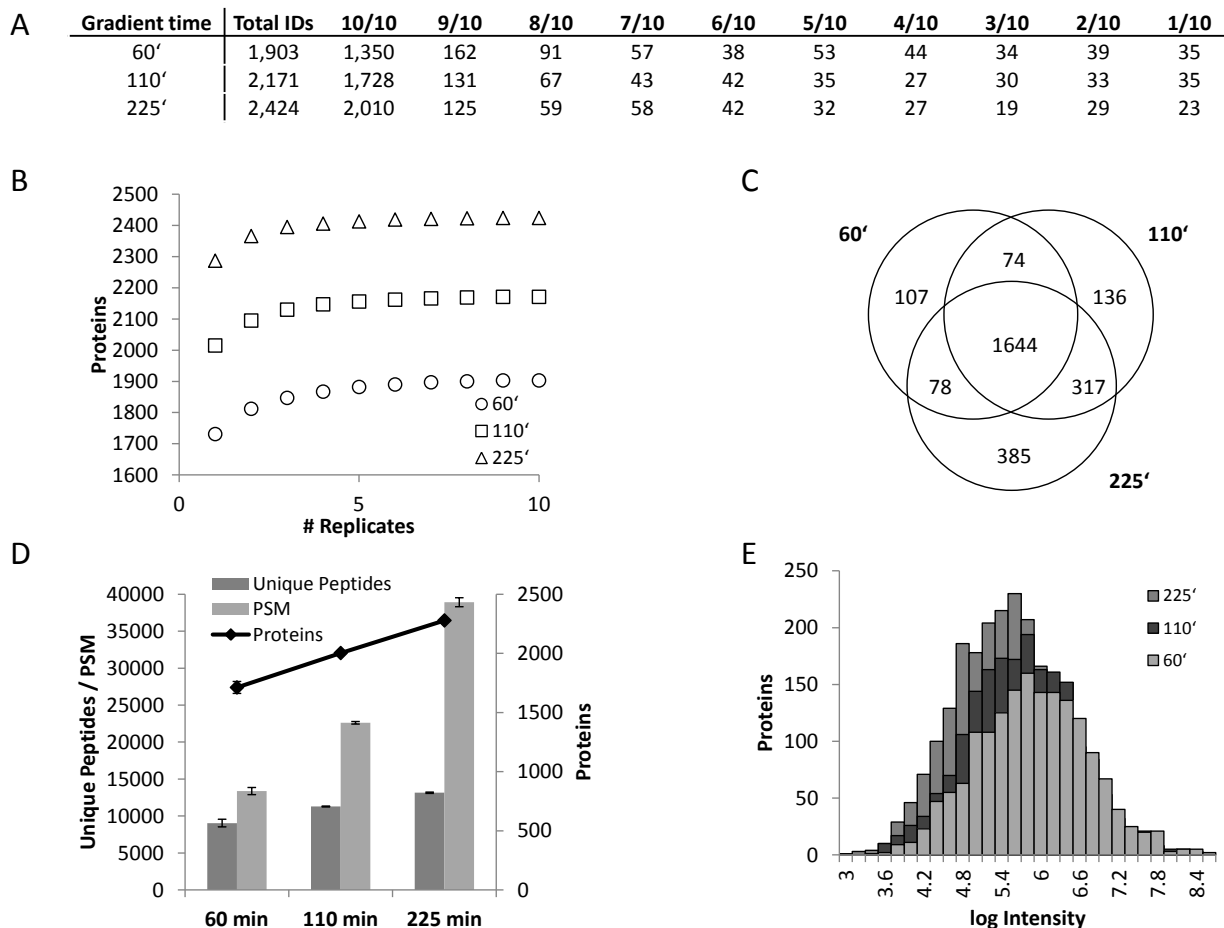 A
Gradient time Total IDs 10/10 9/10 8/10 7/10 6/10 5/10 4/10 3/10 2/10 1/10
60‘ 1,903 1,350 162 91 57 38 53 44 34 39 35
110‘ 2,171 1,728 131 67 43 42 35 27 30 33 35
225‘ 2,424 2,010 125 59 58 42 32 27 19 29 23
B
Proteins
2500
2400
2300
2200
2100
2000
1900
1800
1700
1600
0 5 10
# Replicates
60‘
110‘
225‘
C
60‘
110‘
74
107
136
1644
78
317
385
225‘
D
Unique Peptides
PSM
Proteins
Unique Peptides / PSM
40000
35000
30000
25000
20000
15000
10000
5000
0
2500
2000
1500
1000
500
0
Proteins
60 min 110 min 225 min
E
Proteins
250
200
150
100
50
0
225‘
110‘
60‘
3 3.6 4.2 4.8 5.4 6 6.6 7.2 7.8 8.4
log Intensity